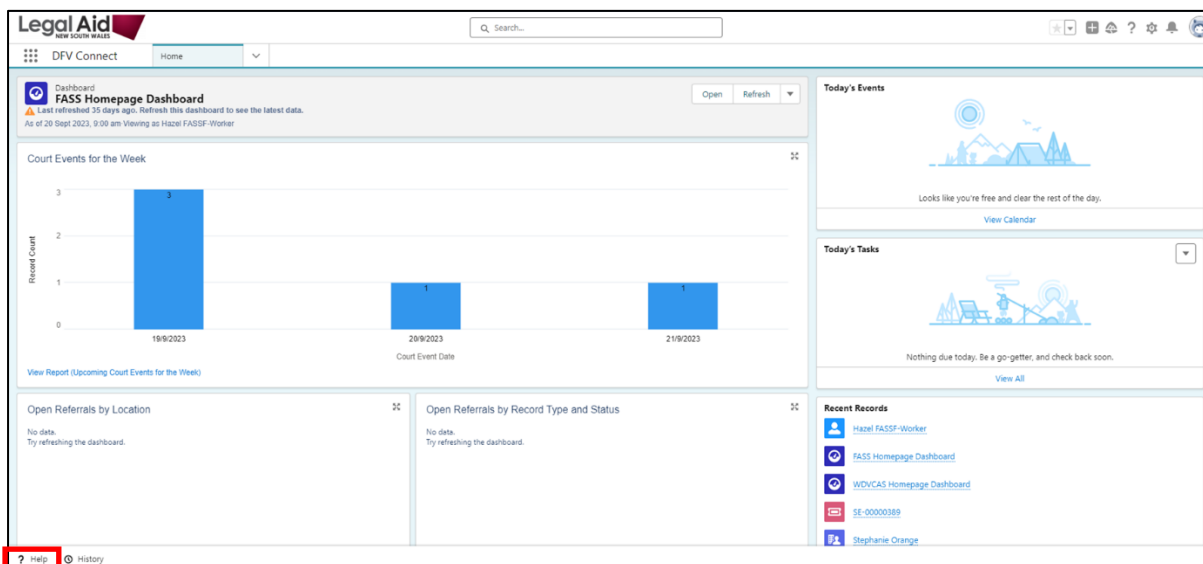 Legal Aid
NEW SOUTH WALES
Search...
DFV Connect
Home
Dashboard
FASS Homepage Dashboard
Last refreshed 35 days ago. Refresh this dashboard to see the latest data.
As of 20 Sept 2023, 9:00 am Viewing as Hazel FASSF-Worker
Open
Refresh
Court Events for the Week
3
2
1
0
Record Count
3
1
1
19/9/2023
20/9/2023
21/9/2023
Court Event Date
View Report (Upcoming Court Events for the Week)
Open Referrals by Location
No data.
Try refreshing the dashboard.
Open Referrals by Record Type and Status
No data.
Try refreshing the dashboard.
Today's Events
Looks like you're free and clear the rest of the day.
View Calendar
Today's Tasks
Nothing due today. Be a go-getter, and check back soon.
View All
Recent Records
Hazel FASSF-Worker
FASS Homepage Dashboard
WDVCAS Homepage Dashboard
SE-00000389
Stephanie Orange
? Help
History